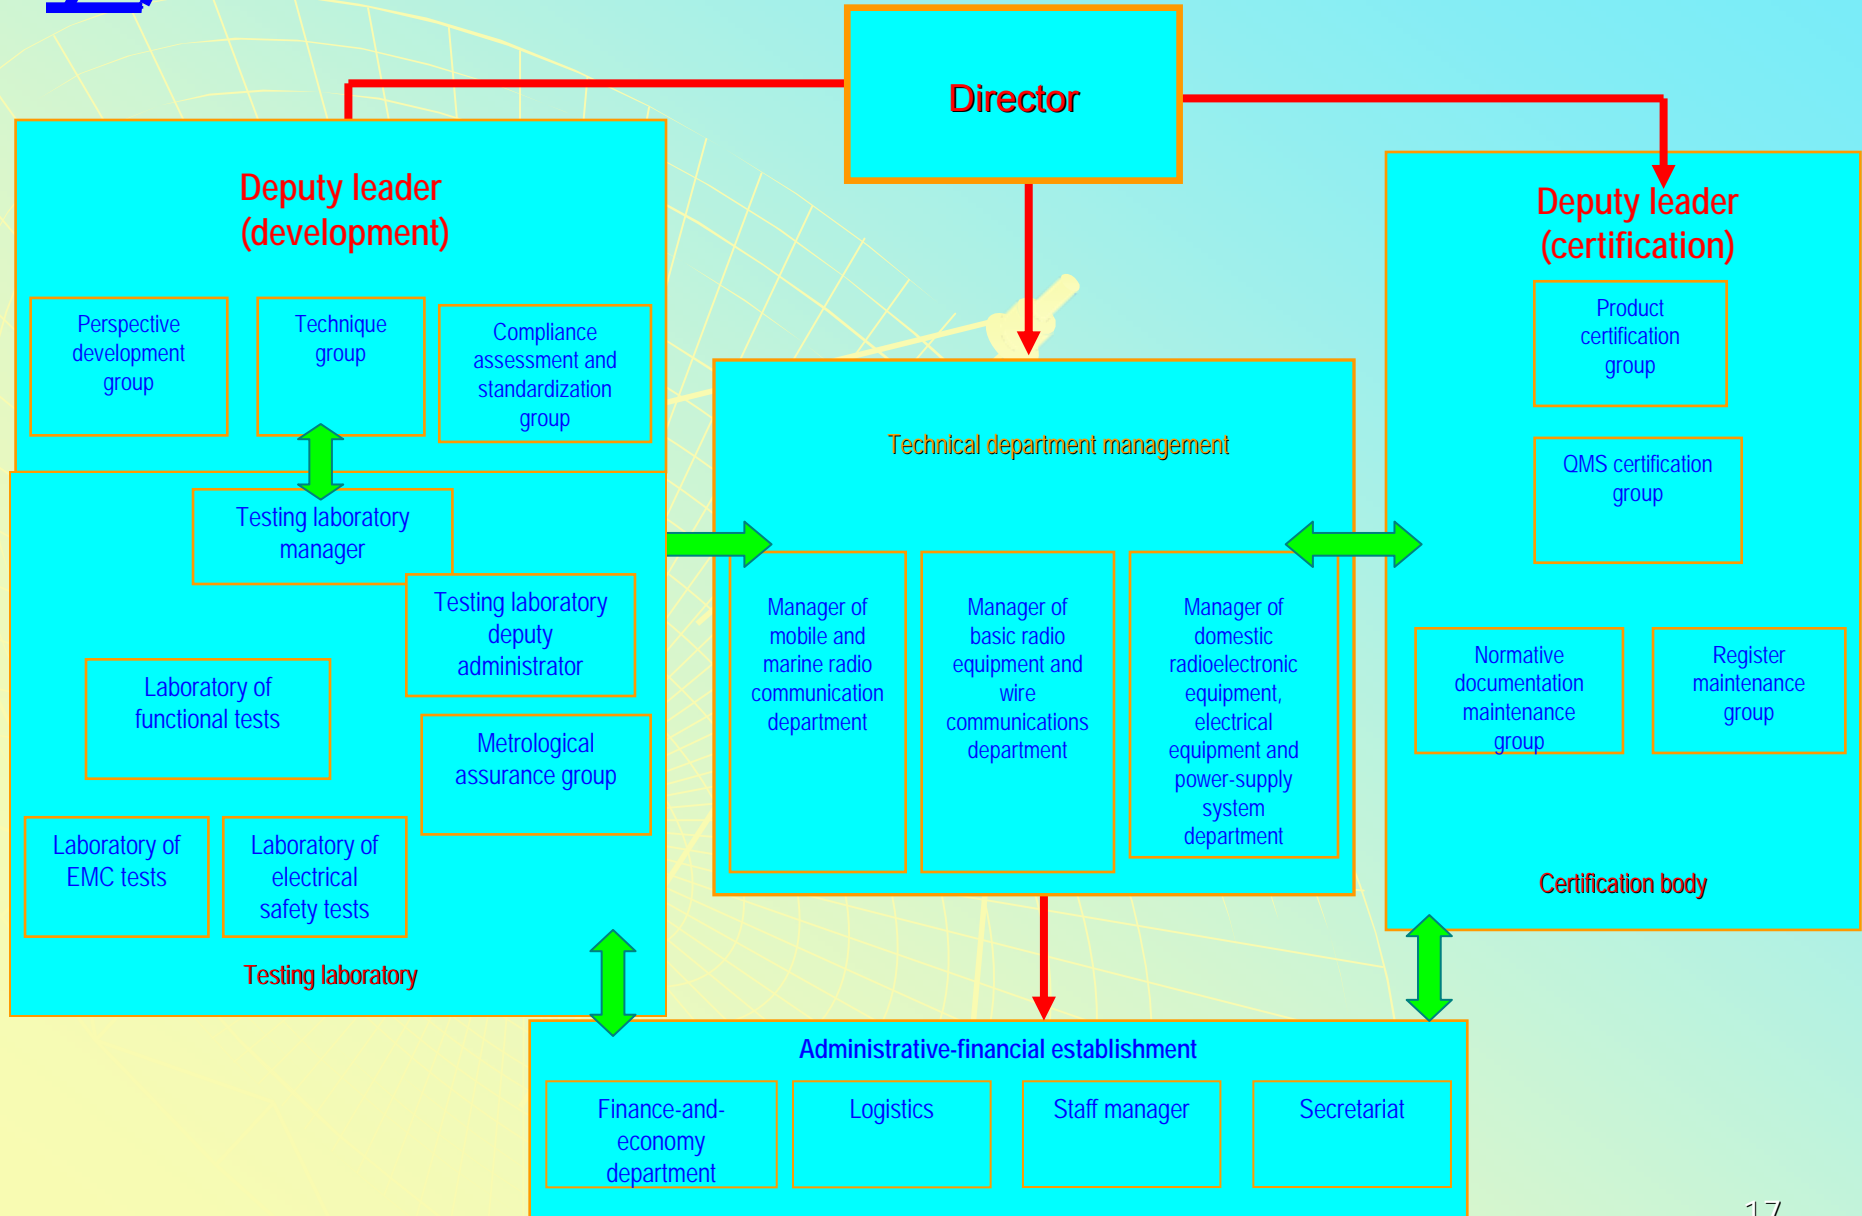 Director
Deputy leader
(development)
Perspective
development
group
Technique
group
Compliance
assessment and
standardization
group
Testing laboratory
manager
Testing laboratory
deputy
administrator
Laboratory of
functional tests
Metrological
assurance group
Laboratory of
EMC tests
Laboratory of
electrical
safety tests
Testing laboratory
Technical department management
Manager of
mobile and
marine radio
communication
department
Manager of
basic radio
equipment and
wire
communications
department
Manager of
domestic
radioelectronic
equipment,
electrical
equipment and
power-supply
system
department
Deputy leader
(certification)
Product
certification
group
QMS certification
group
Normative
documentation
maintenance
group
Register
maintenance
group
Certification body
Administrative-financial establishment
Finance-and-
economy
department
Logistics
Staff manager
Secretariat
17